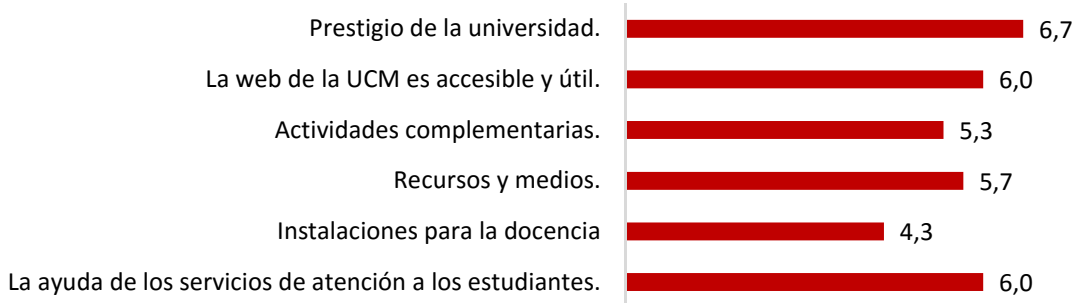 Prestigio de la universidad. 6,7
La web de la UCM es accesible y útil. 6,0
Actividades complementarias. 5,3
Recursos y medios. 5,7
Instalaciones para la docencia 4,3
La ayuda de los servicios de atención a los estudiantes. 6,0